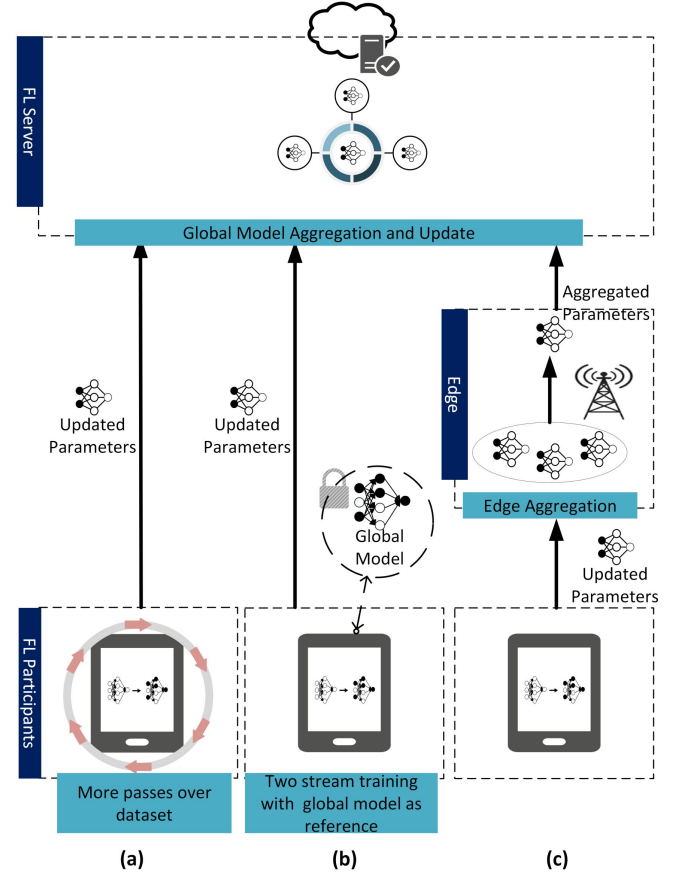 FL Server
Global Model Aggregation and Update
Aggregated
Parameters
Edge
Updated
Parameters
Updated
Parameters
Global
Model
Edge Aggregation
Updated
Parameters
FL Participants
More passes over
dataset
Two stream training
with global model as
reference
(a)
(b)
(c)